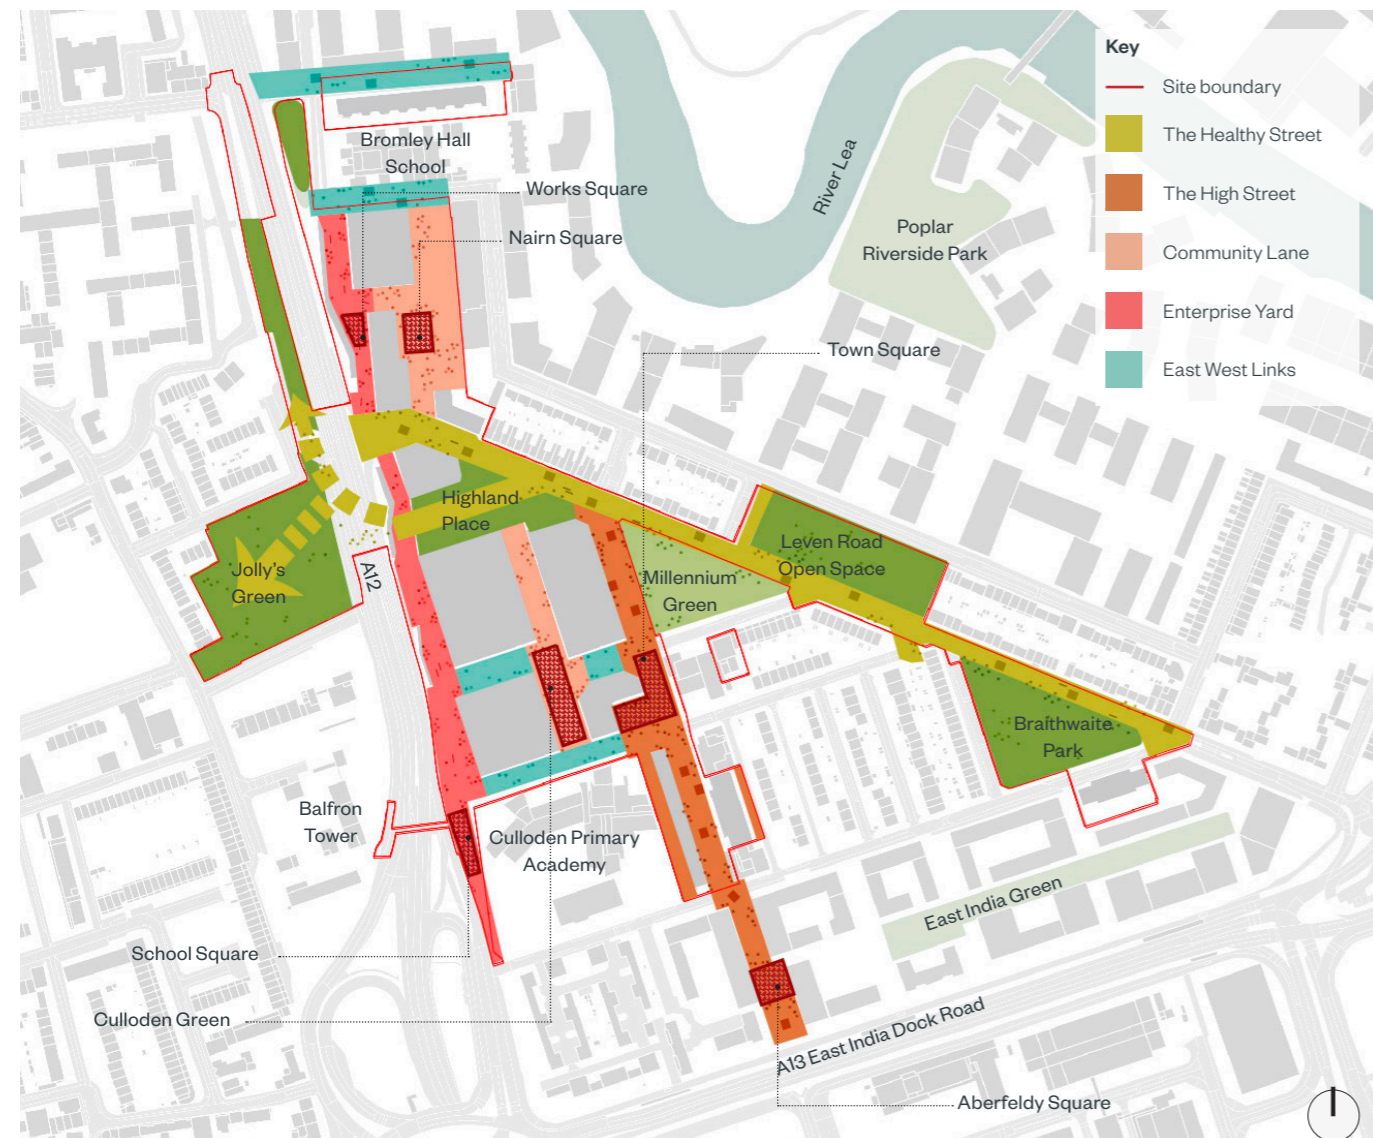 Key
Site boundary
The Healthy Street
The High Street
Community Lane
Enterprise Yard
East West Links
Bromley Hall
School
Works Square
Nairn Square
River Lea
Poplar
Riverside Park
Town Square
Highland
Place
Leven Road
Open Space
Jolly's
Green
A12
Millennium
Green
Braithwaite
Park
Balfron
Tower
Culloden Primary
Academy
East India Green
School Square
Culloden Green
A13 East India Dock Road
Aberfeldy Square